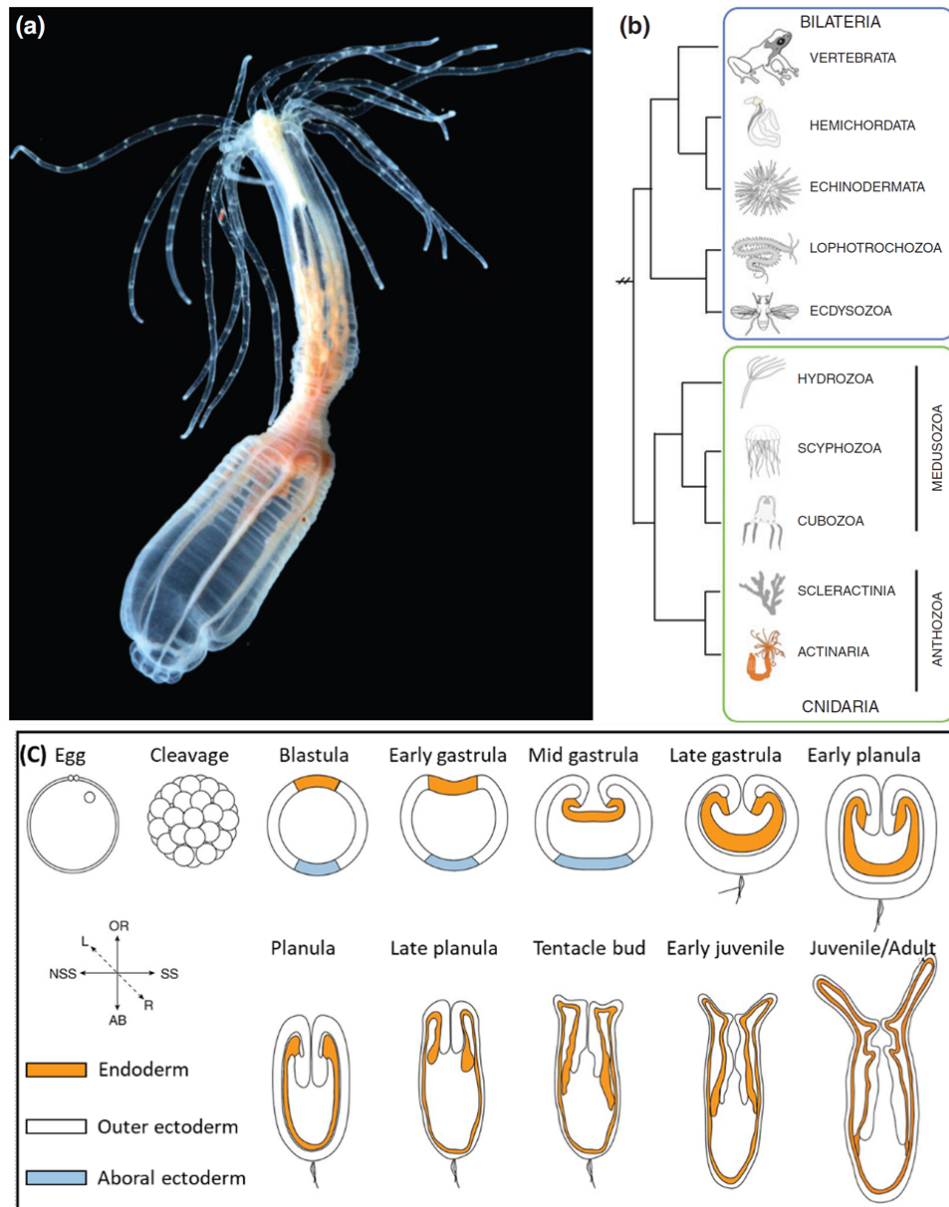 (a)
(b)
BILATERIA
VERTEBRATA
HEMICHORDATA
ECHINODERMATA
LOPHOTROCHOZOA
ECDYSOZOA
HYDROZOA
SCYPHOZOA
CUBOZOA
MEDUSOZOA
SCLERACTINIA
ACTINARIA
ANTHOZOA
CNIDARIA
(C)
Egg
Cleavage
Blastula
Early gastrula
Mid gastrula
Late gastrula
Early planula
OR
L
NSS
SS
R
AB
Planula
Late planula
Tentacle bud
Early juvenile
Juvenile/Adult
Endoderm
Outer ectoderm
Aboral ectoderm